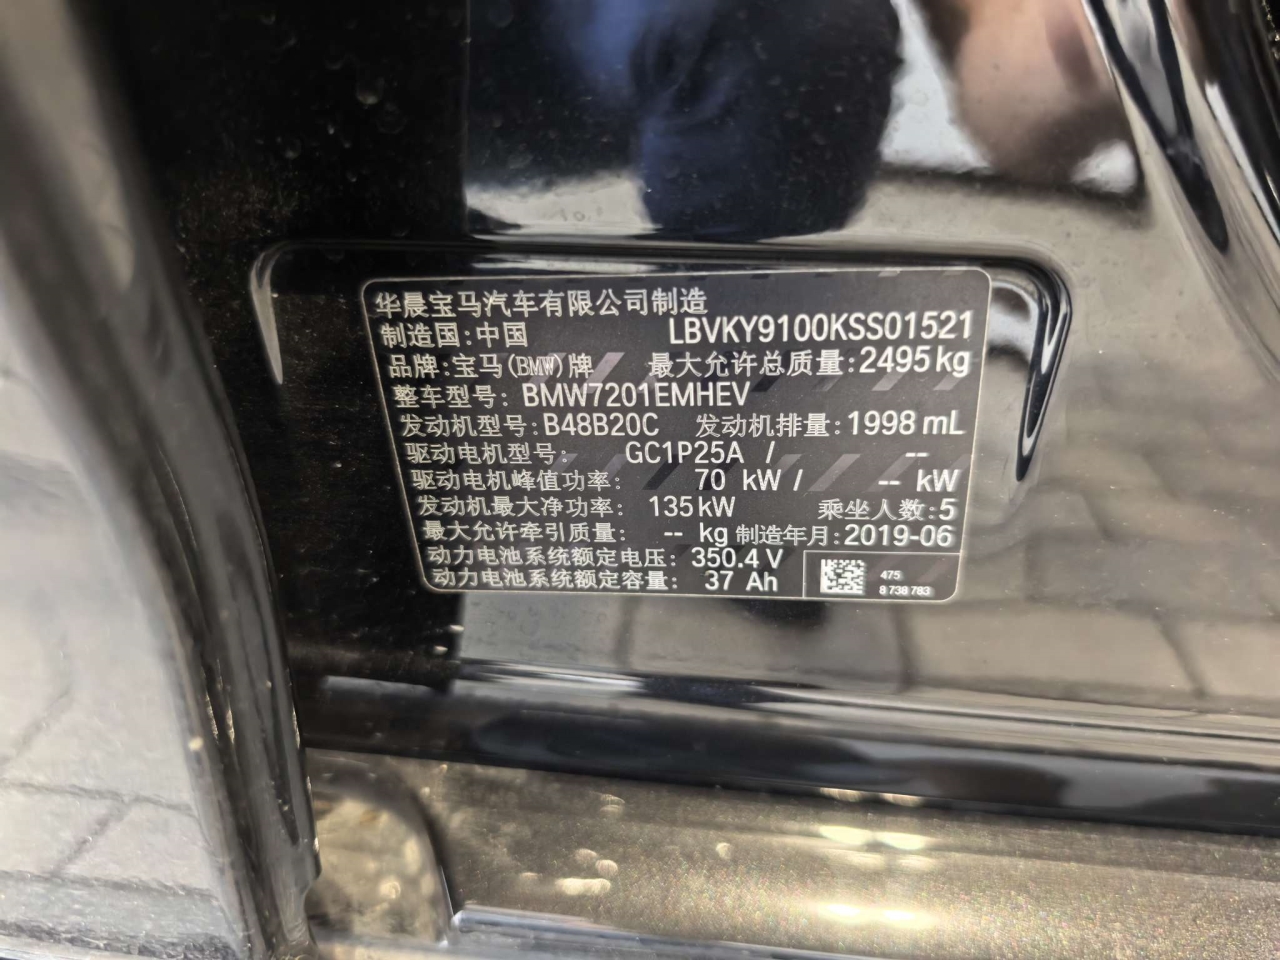 华晨宝马汽车有限公司制造
制造国:中国 LBVKY9100KSS01521
品牌:宝马(BMW)牌 最大允许总质量:2495kg
整车型号: BMW7201EMHEV
发动机型号:B48B20C 发动机排量:1998 mL
驱动电机型号: GC1P25A / --
驱动电机峰值功率: 70 kW / -- kW
发动机最大净功率: 135kW 乘坐人数:5
最大允许牵引质量: -- kg 制造年月:2019-06
动力电池系统额定电压:350.4 V
动力电池系统额定容量: 37 Ah
475
8 738 783